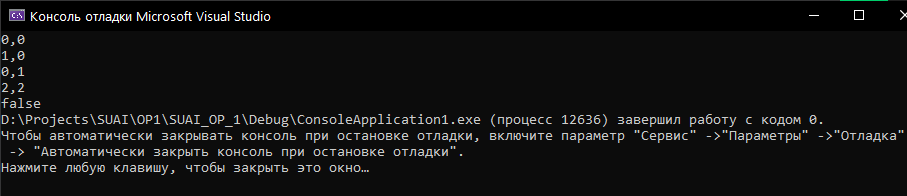 Консоль отладки Microsoft Visual Studio
0,0
1,0
0,1
2,2
false
D:\Projects\SUAI\OP1\SUAI_OP_1\Debug\ConsoleApplication1.exe (процесс 12636) завершил работу с кодом 0.
Чтобы автоматически закрывать консоль при остановке отладки, включите параметр "Сервис" ->"Параметры" ->"Отладка"
-> "Автоматически закрыть консоль при остановке отладки".
Нажмите любую клавишу, чтобы закрыть это окно…